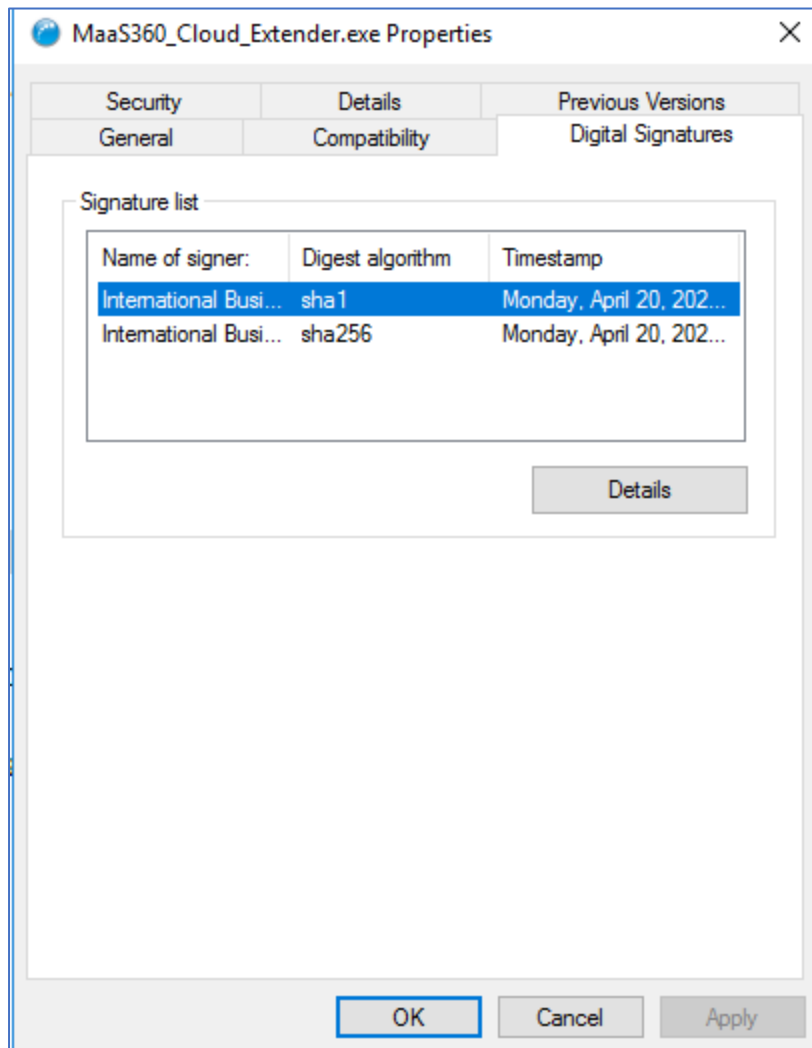 MaaS360_Cloud_Extender.exe Properties
Security Details Previous Versions
General Compatibility Digital Signatures
Signature list
Name of signer: Digest algorithm Timestamp
International Busi... sha1 Monday, April 20, 202...
International Busi... sha256 Monday, April 20, 202...
Details
OK Cancel Apply